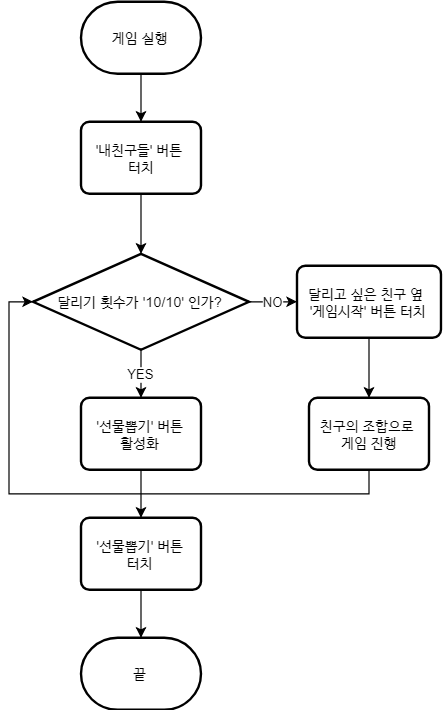 게임 실행
'내친구들' 버튼
터치
달리기 횟수가 '10/10' 인가?
NO
달리고 싶은 친구 옆
'게임시작' 버튼 터치
YES
'선물뽑기' 버튼
활성화
친구의 조합으로
게임 진행
'선물뽑기' 버튼
터치
끝